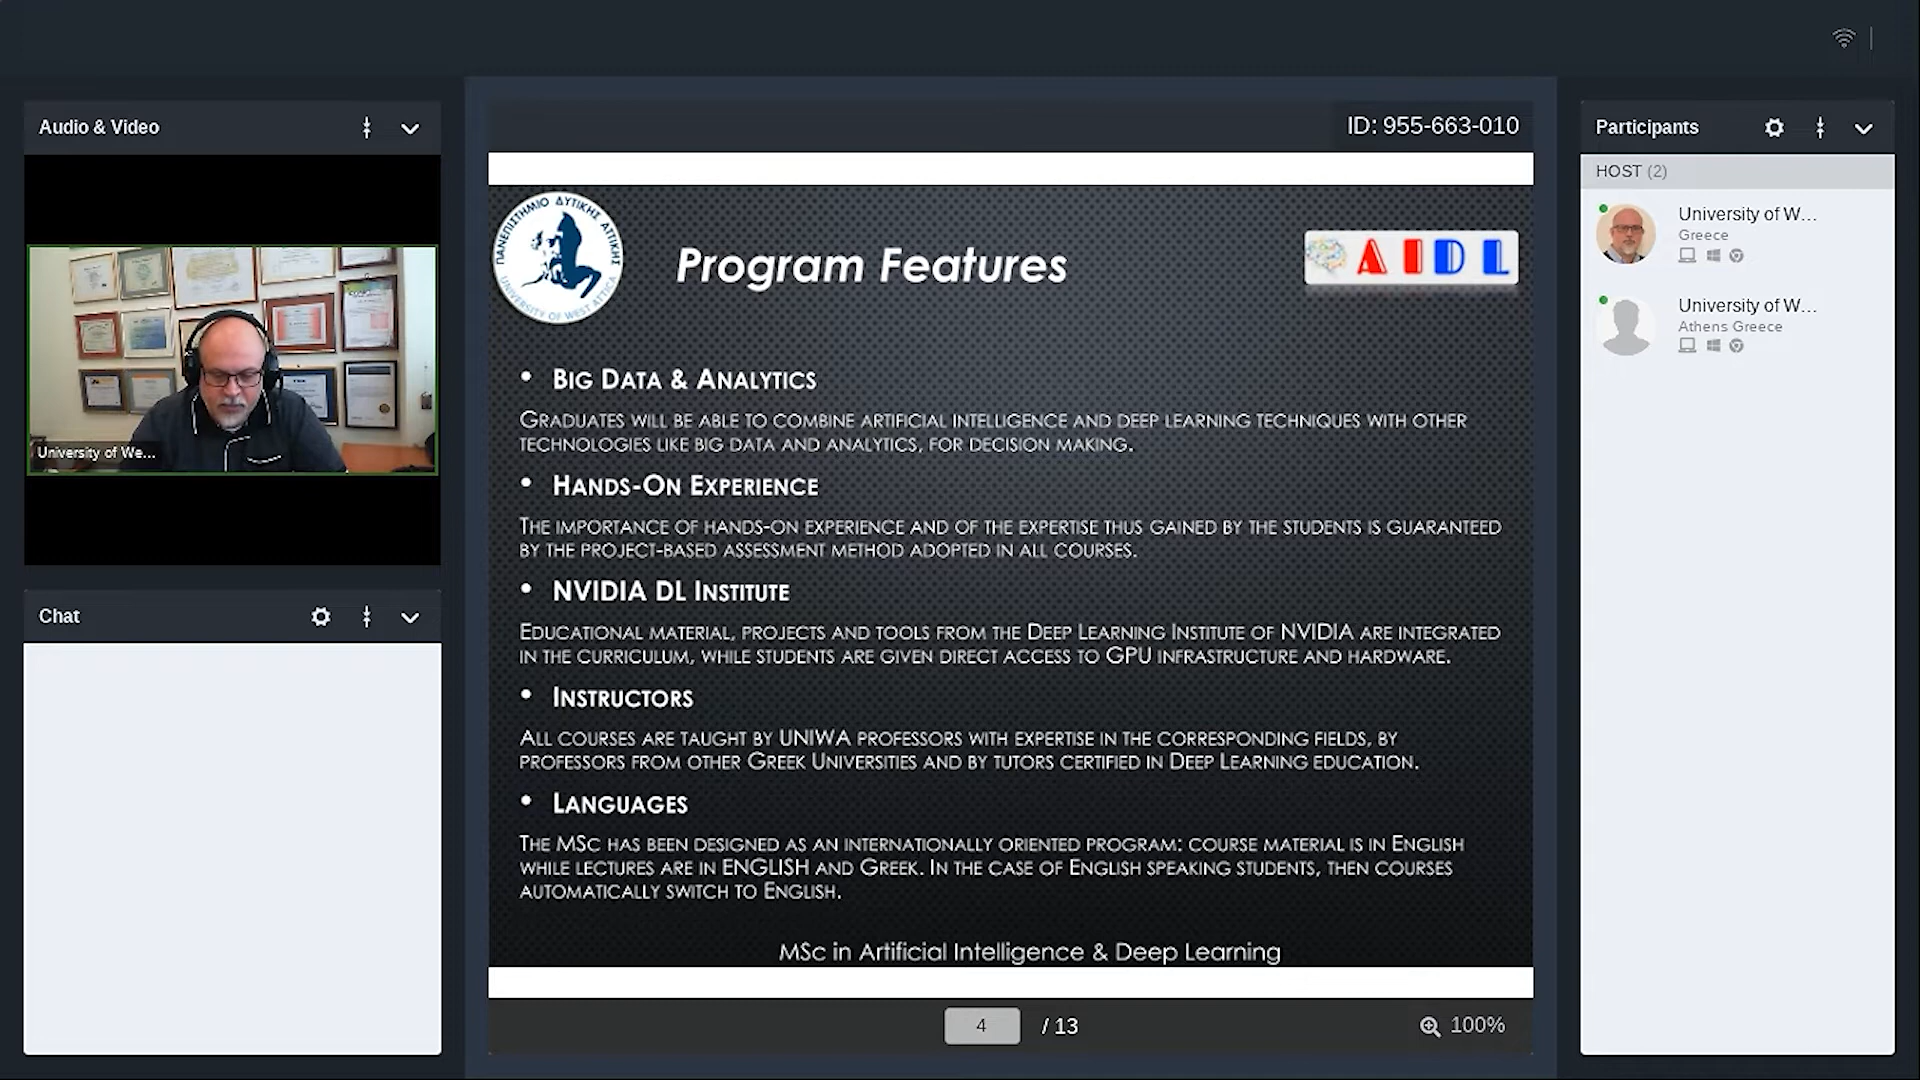 Audio & Video
University of We...
Chat
ID: 955-663-010
ΠΑΝΕΠΙΣΤΗΜΙΟ ΔΥΤΙΚΗΣ ΑΤΤΙΚΗΣ
UNIVERSITY OF WEST ATTICA
Program Features
AIDL
• Big Data & Analytics
Graduates will be able to combine artificial intelligence and deep learning techniques with other
technologies like big data and analytics, for decision making.
• Hands-On Experience
The importance of hands-on experience and of the expertise thus gained by the students is guaranteed
by the project-based assessment method adopted in all courses.
• NVIDIA DL Institute
Educational material, projects and tools from the Deep Learning Institute of NVIDIA are integrated
in the curriculum, while students are given direct access to GPU infrastructure and hardware.
• Instructors
All courses are taught by UNIWA professors with expertise in the corresponding fields, by
professors from other Greek Universities and by tutors certified in Deep Learning education.
• Languages
The MSc has been designed as an internationally oriented program: course material is in English
while lectures are in ENGLISH and Greek. In the case of English speaking students, then courses
automatically switch to English.
MSc in Artificial Intelligence & Deep Learning
4 / 13
100%
Participants
HOST (2)
University of W...
Greece
University of W...
Athens Greece